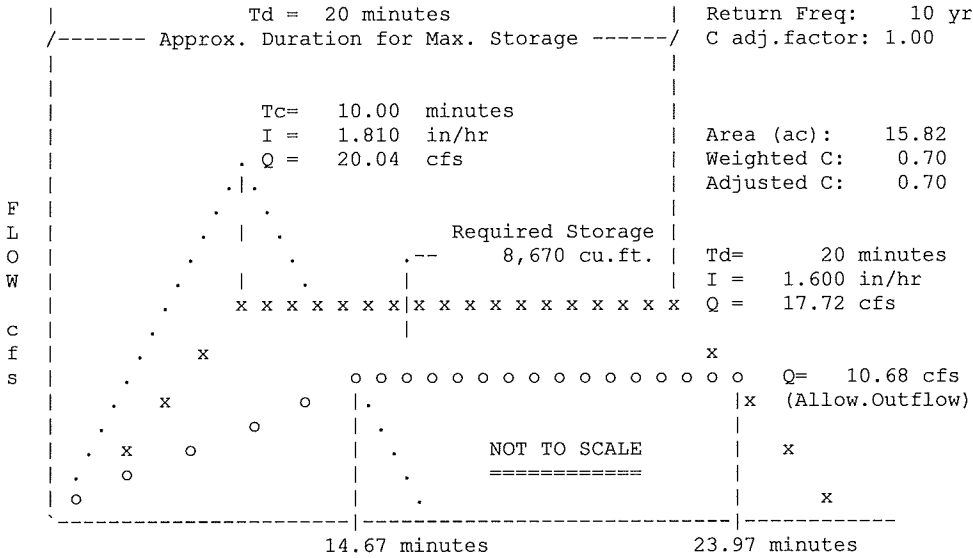 Td = 20 minutes Return Freq: 10 yr
/------- Approx. Duration for Max. Storage ------/ C adj.factor: 1.00
Tc= 10.00 minutes
I = 1.810 in/hr Area (ac): 15.82
Q = 20.04 cfs Weighted C: 0.70
Adjusted C: 0.70
FLOW cfs
Required Storage
8,670 cu.ft. Td= 20 minutes
I = 1.600 in/hr
Q = 17.72 cfs
Q= 10.68 cfs
(Allow.Outflow)
NOT TO SCALE
============
14.67 minutes 23.97 minutes